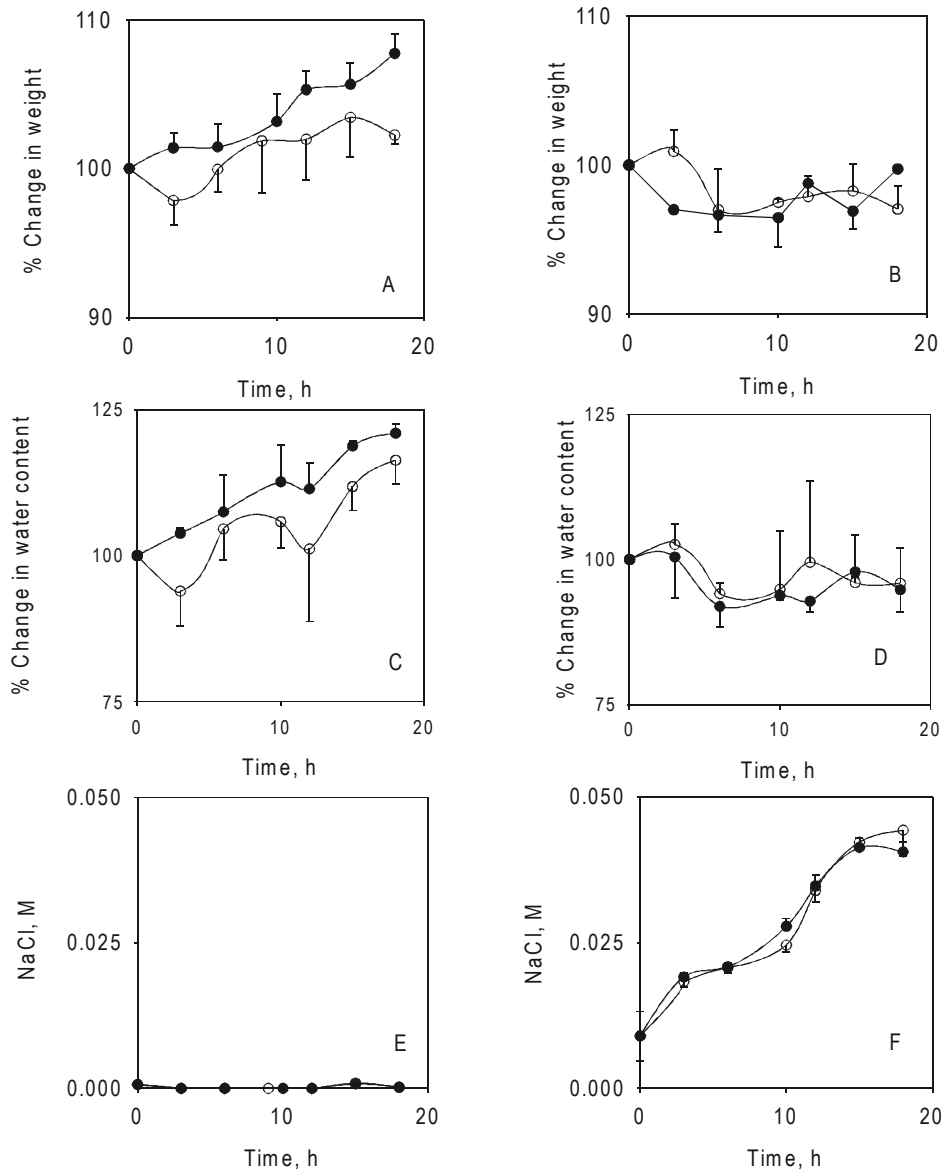 110
100
90
% Change in weight
A
0 10 20
Time, h
110
100
90
% Change in weight
B
0 10 20
Time, h
125
100
75
% Change in water content
C
0 10 20
Time, h
125
100
75
% Change in water content
D
0 10 20
Time, h
0.050
0.025
0.000
NaCl, M
E
0 10 20
Time, h
0.050
0.025
0.000
NaCl, M
F
0 10 20
Time, h